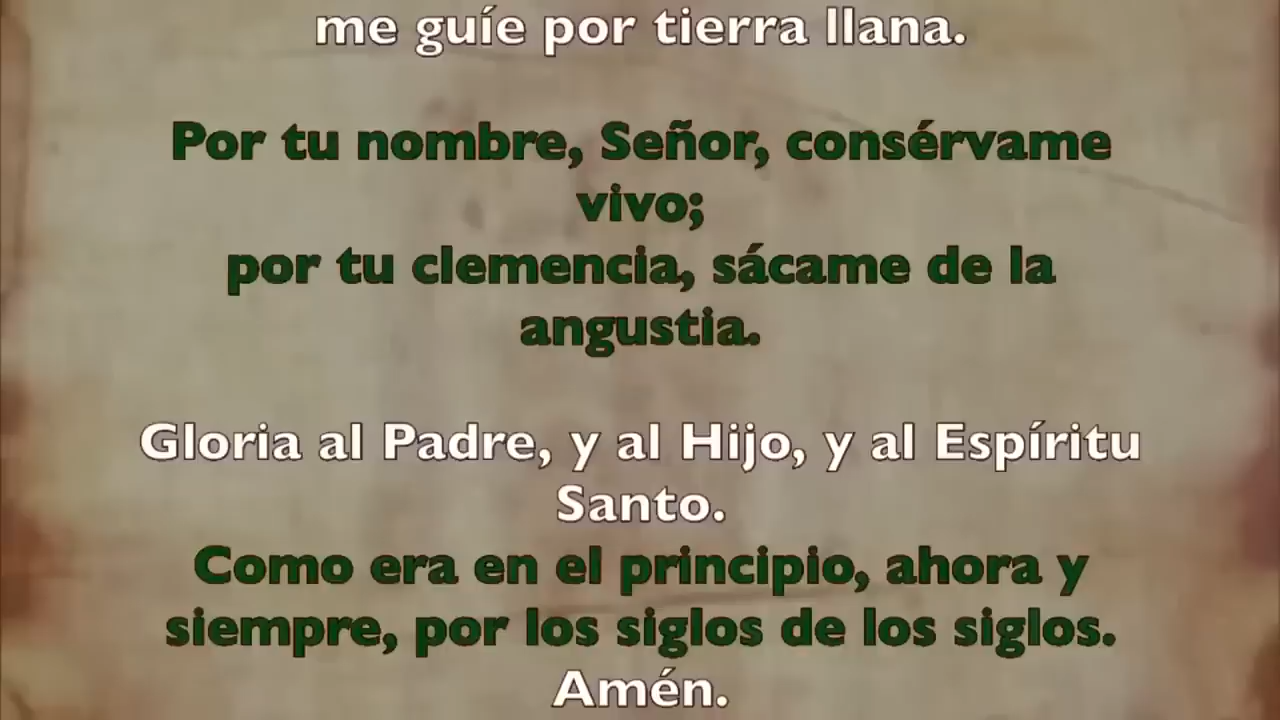 me guíe por tierra llana.
Por tu nombre, Señor, consérvame
vivo;
por tu clemencia, sácame de la
angustia.
Gloria al Padre, y al Hijo, y al Espíritu
Santo.
Como era en el principio, ahora y
siempre, por los siglos de los siglos.
Amén.